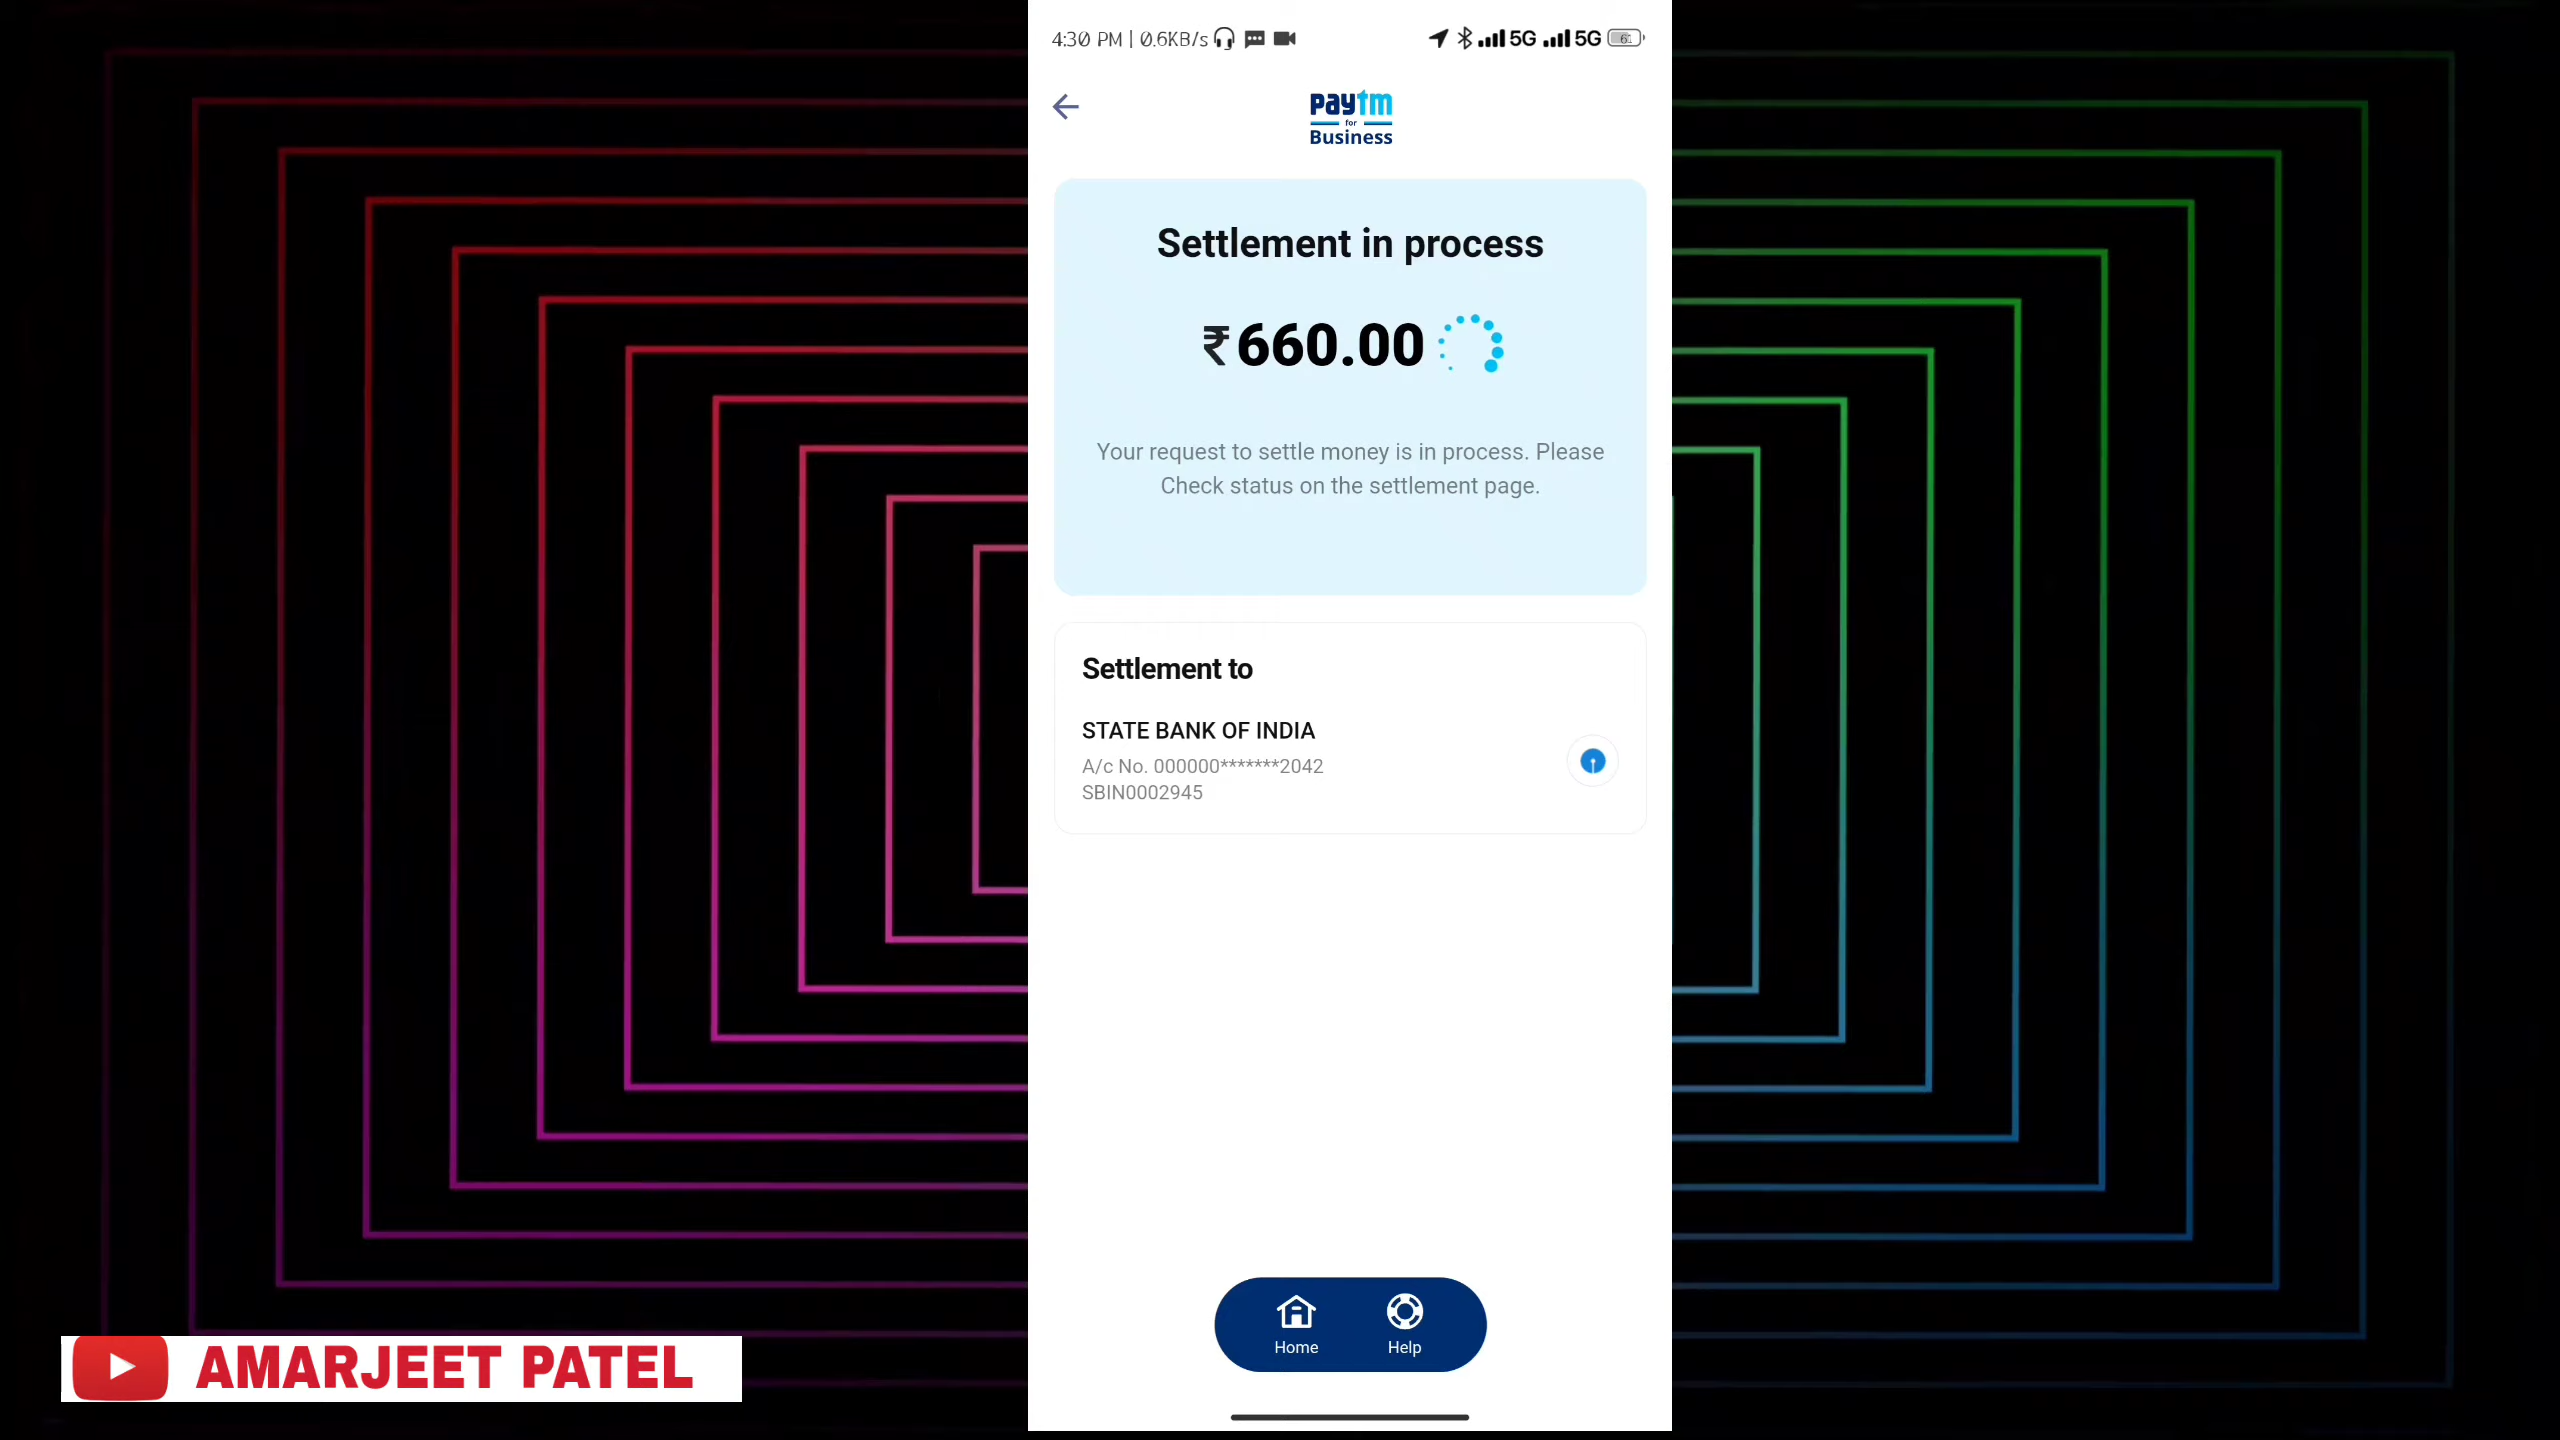 4:30 PM | 0.6KB/s
5G 5G 61
paytm
for
Business
Settlement in process
₹660.00
Your request to settle money is in process. Please
Check status on the settlement page.
Settlement to
STATE BANK OF INDIA
A/c No. 000000*******2042
SBIN0002945
Home Help
AMARJEET PATEL